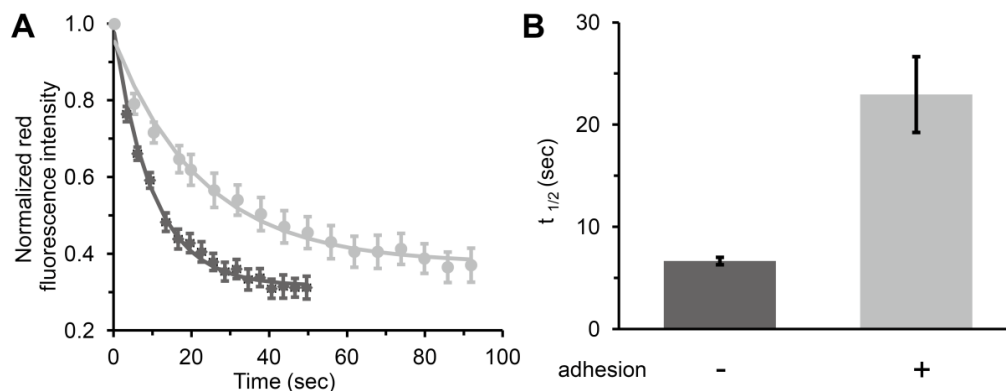 A
Normalized red
fluorescence intensity
1.0
0.8
0.6
0.4
0.2
0 20 40 60 80 100
Time (sec)
B
t 1/2 (sec)
30
20
10
0
adhesion - +